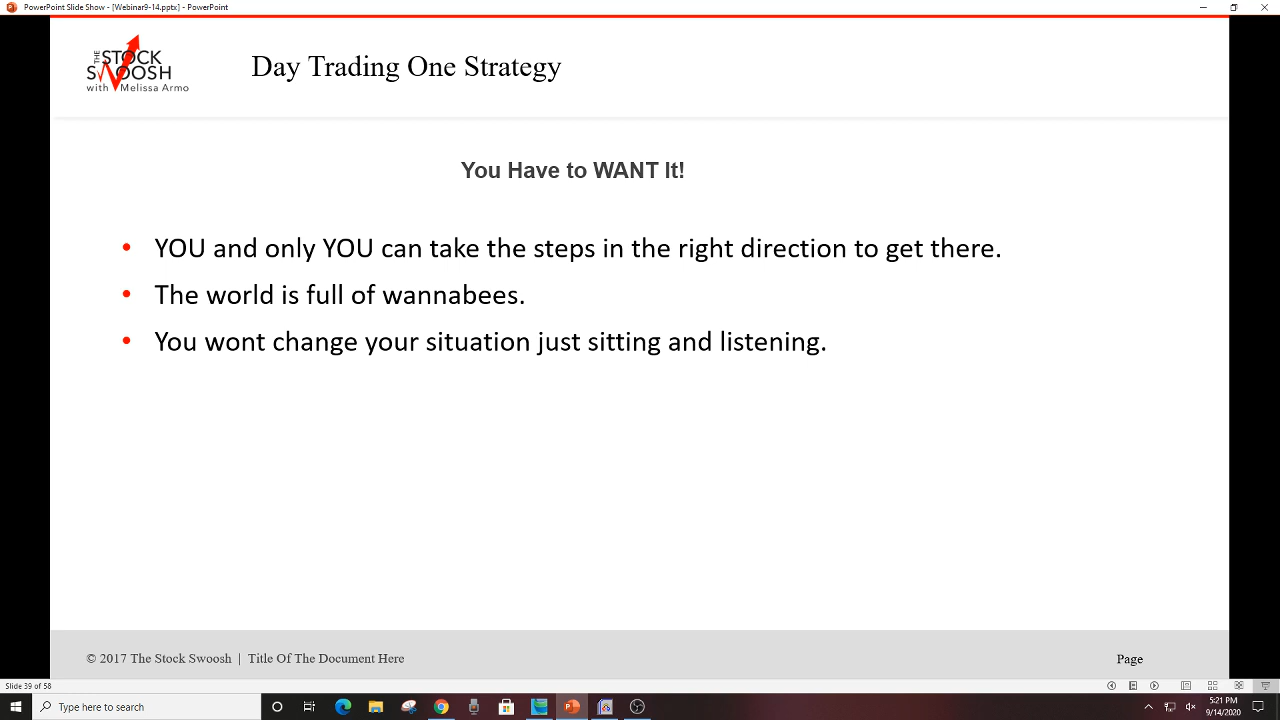 PowerPoint Slide Show - [Webinar9-14.pptx] - PowerPoint
THE STOCK
SWOOSH
with Melissa Armo
Day Trading One Strategy
You Have to WANT It!
• YOU and only YOU can take the steps in the right direction to get there.
• The world is full of wannabees.
• You wont change your situation just sitting and listening.
© 2017 The Stock Swoosh | Title Of The Document Here
Page
Slide 39 of 58
Type here to search
5:21 PM
9/14/2020